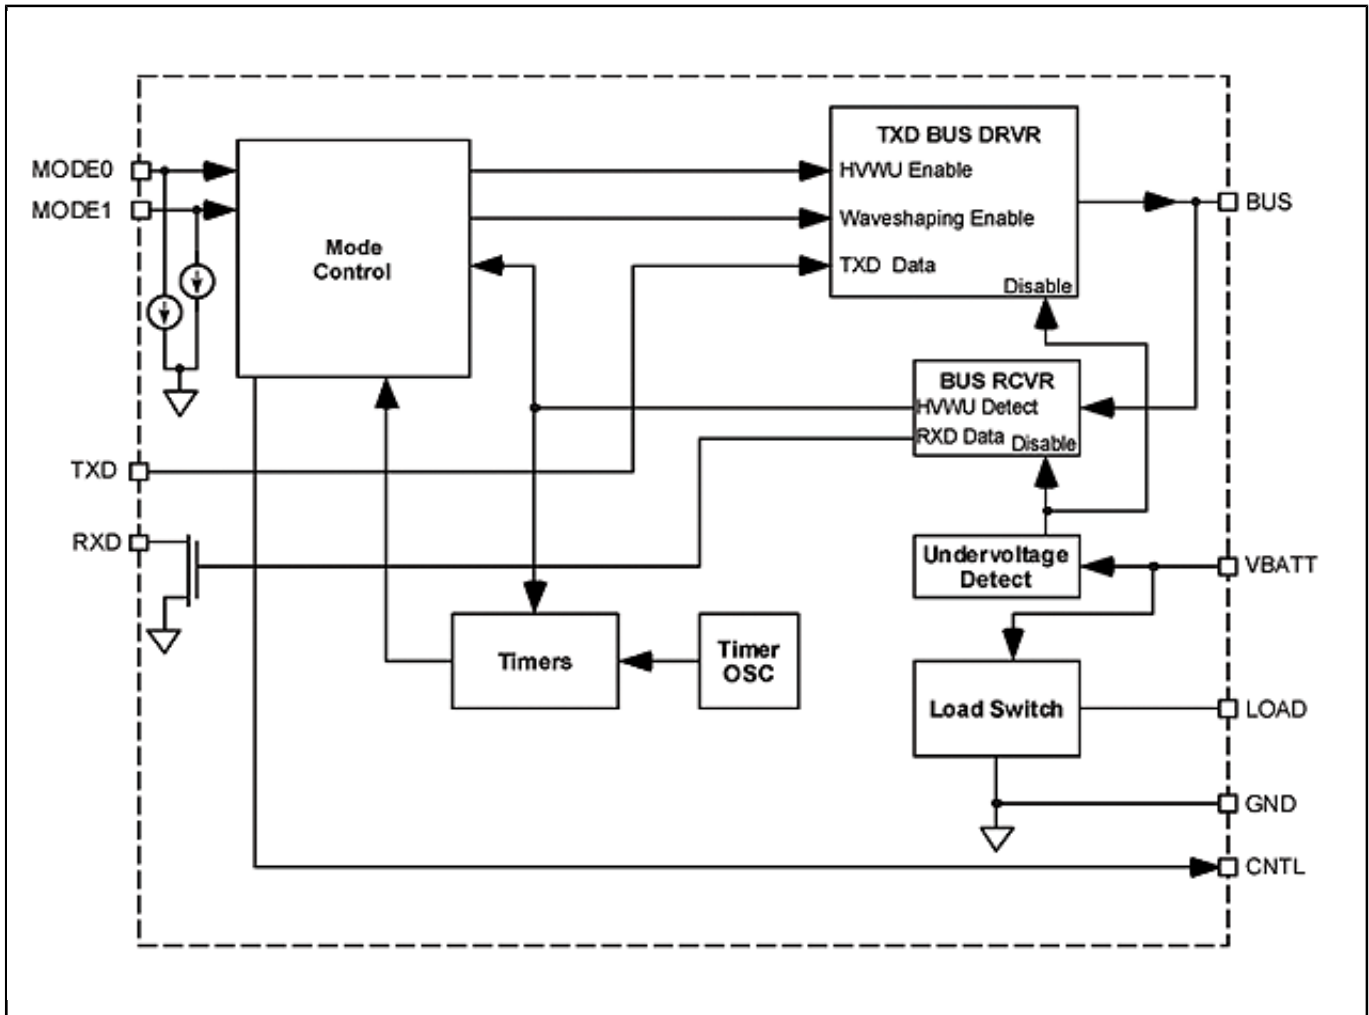 TXD BUS DRVR
MODE0
HVWU Enable
MODE1
BUS
Waveshaping Enable
Mode
Control
TXD Data
Disable
BUS RCVR
HVWU Detect
RXD Data
Disable
TXD
RXD
Undervoltage
Detect
VBATT
Timers
Timer
OSC
Load Switch
LOAD
GND
CNTL